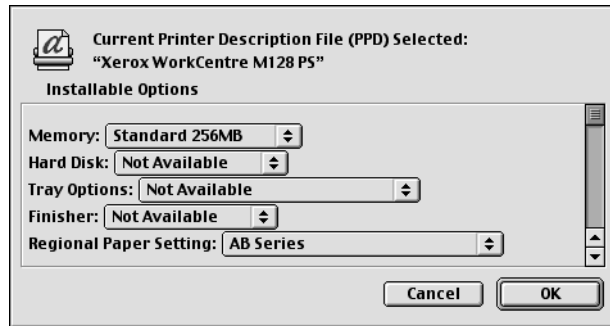 Current Printer Description File (PPD) Selected:
“Xerox WorkCentre M128 PS”
Installable Options
Memory: Standard 256MB
Hard Disk: Not Available
Tray Options: Not Available
Finisher: Not Available
Regional Paper Setting: AB Series
Cancel OK